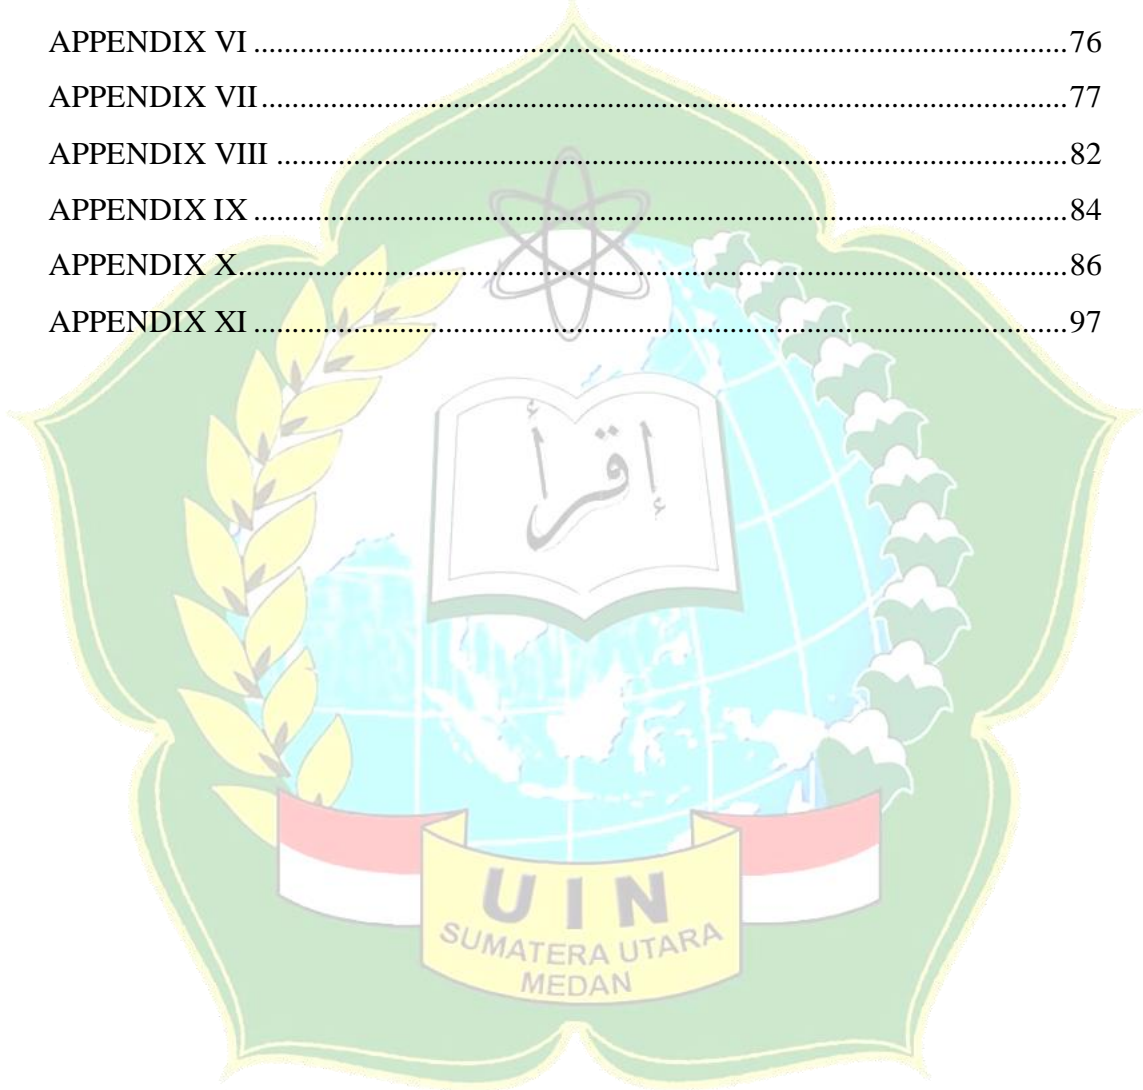 APPENDIX VI ........................................................................................................76
APPENDIX VII.......................................................................................................77
APPENDIX VIII .....................................................................................................82
APPENDIX IX ........................................................................................................84
APPENDIX X..........................................................................................................86
APPENDIX XI ........................................................................................................97
إقرأ
UIN
SUMATERA UTARA
MEDAN